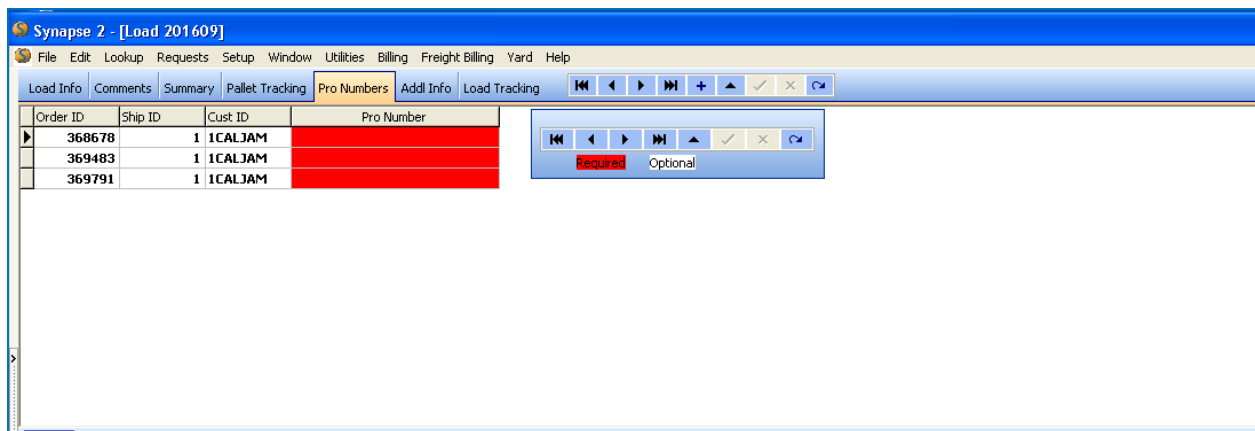 Synapse 2 - [Load 201609]
File Edit Lookup Requests Setup Window Utilities Billing Freight Billing Yard Help
Load Info Comments Summary Pallet Tracking Pro Numbers Addl Info Load Tracking
Order ID Ship ID Cust ID Pro Number
368678 1 1CALJAM
369483 1 1CALJAM
369791 1 1CALJAM
Required Optional